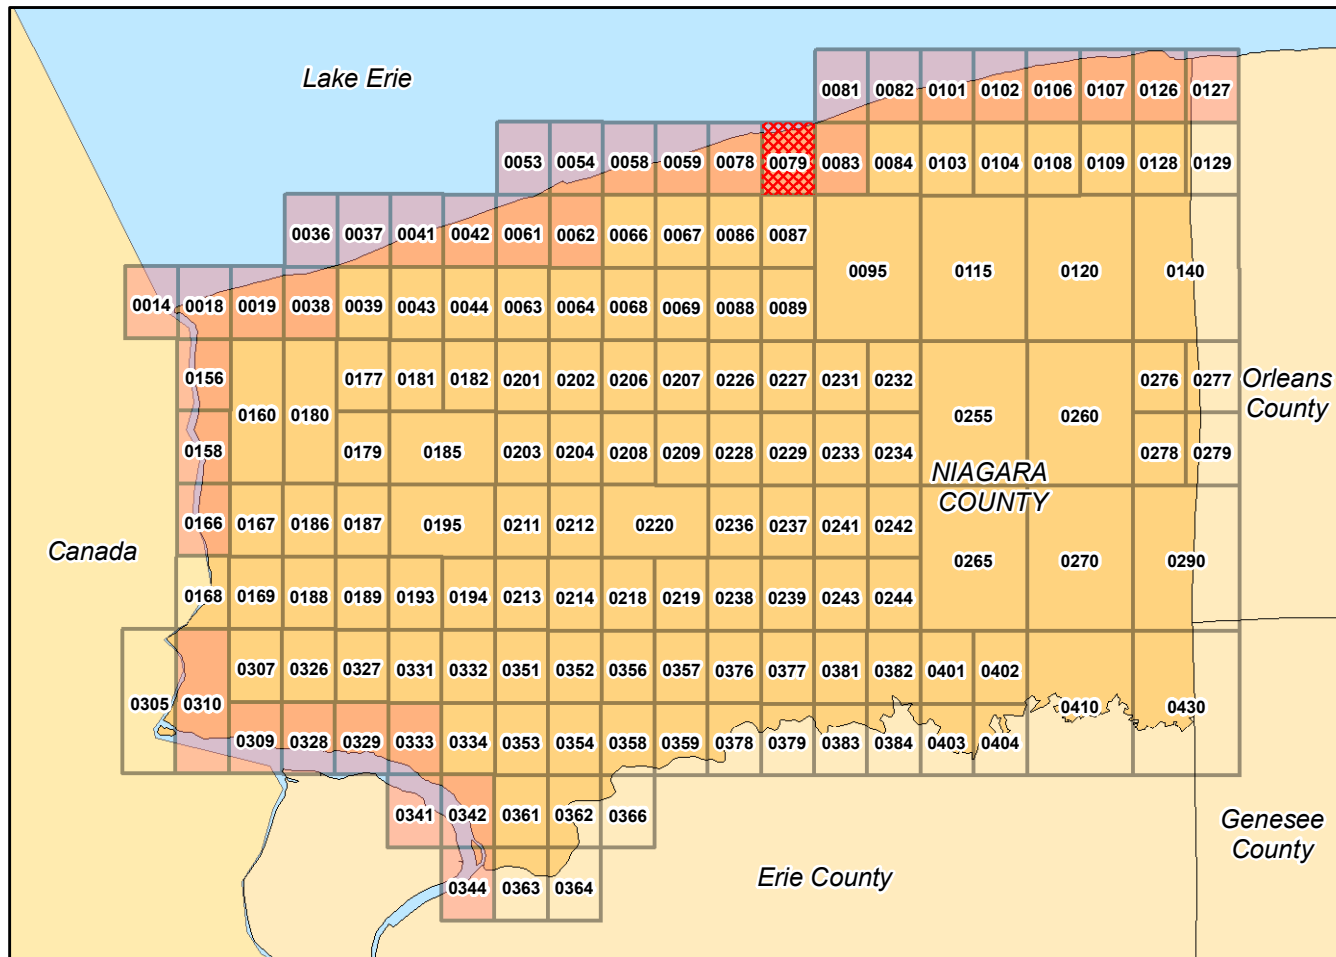 Lake Erie
0081 0082 0101 0102 0106 0107 0126 0127
0053 0054 0058 0059 0078 0079 0083 0084 0103 0104 0108 0109 0128 0129
0036 0037 0041 0042 0061 0062 0066 0067 0086 0087
0095 0115 0120 0140
0014 0018 0019 0038 0039 0043 0044 0063 0064 0068 0069 0088 0089
0156 0177 0181 0182 0201 0202 0206 0207 0226 0227 0231 0232 0276 0277
Orleans
County
0160 0180 0255 0260
0158 0179 0185 0203 0204 0208 0209 0228 0229 0233 0234 0278 0279
NIAGARA
COUNTY
0166 0167 0186 0187 0195 0211 0212 0220 0236 0237 0241 0242
Canada
0265 0270 0290
0168 0169 0188 0189 0193 0194 0213 0214 0218 0219 0238 0239 0243 0244
0307 0326 0327 0331 0332 0351 0352 0356 0357 0376 0377 0381 0382 0401 0402
0305 0310 0410 0430
0309 0328 0329 0333 0334 0353 0354 0358 0359 0378 0379 0383 0384 0403 0404
0341 0342 0361 0362 0366
Genesee
County
Erie County
0344 0363 0364